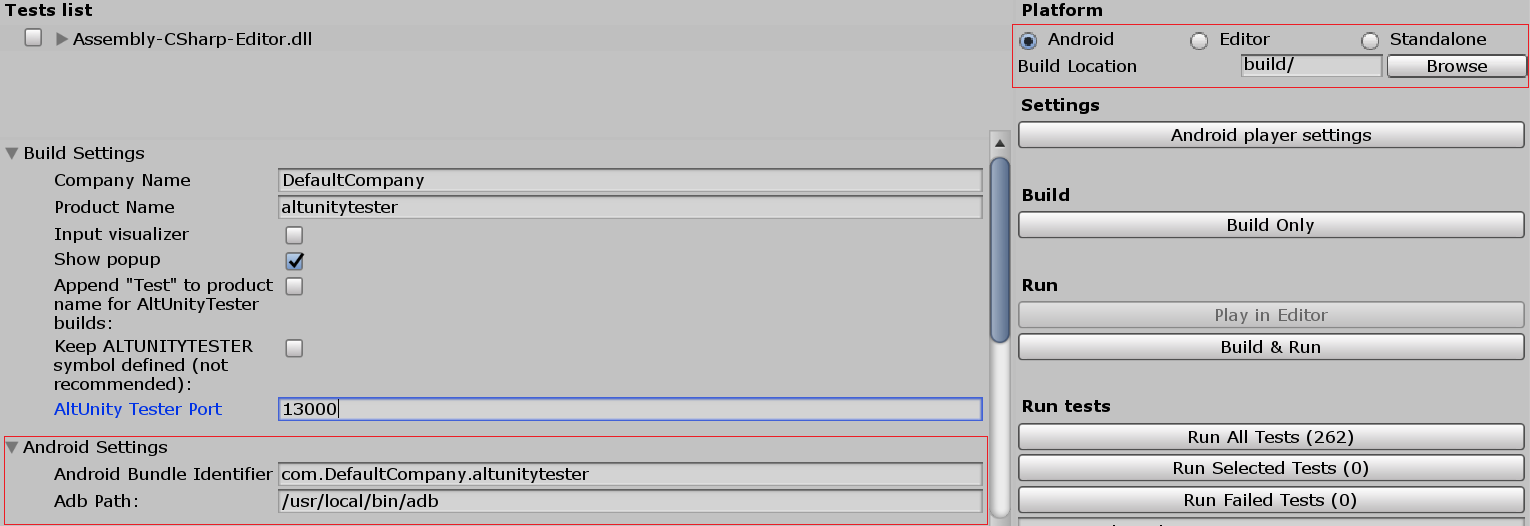 Tests list
Assembly-CSharp-Editor.dll
Build Settings
Company Name DefaultCompany
Product Name altunitytester
Input visualizer
Show popup
Append "Test" to product
name for AltUnityTester
builds:
Keep ALTUNITYTESTER
symbol defined (not
recommended):
AltUnity Tester Port 13000
Android Settings
Android Bundle Identifier com.DefaultCompany.altunitytester
Adb Path: /usr/local/bin/adb
Platform
Android Editor Standalone
Build Location build/ Browse
Settings
Android player settings
Build
Build Only
Run
Play in Editor
Build & Run
Run tests
Run All Tests (262)
Run Selected Tests (0)
Run Failed Tests (0)